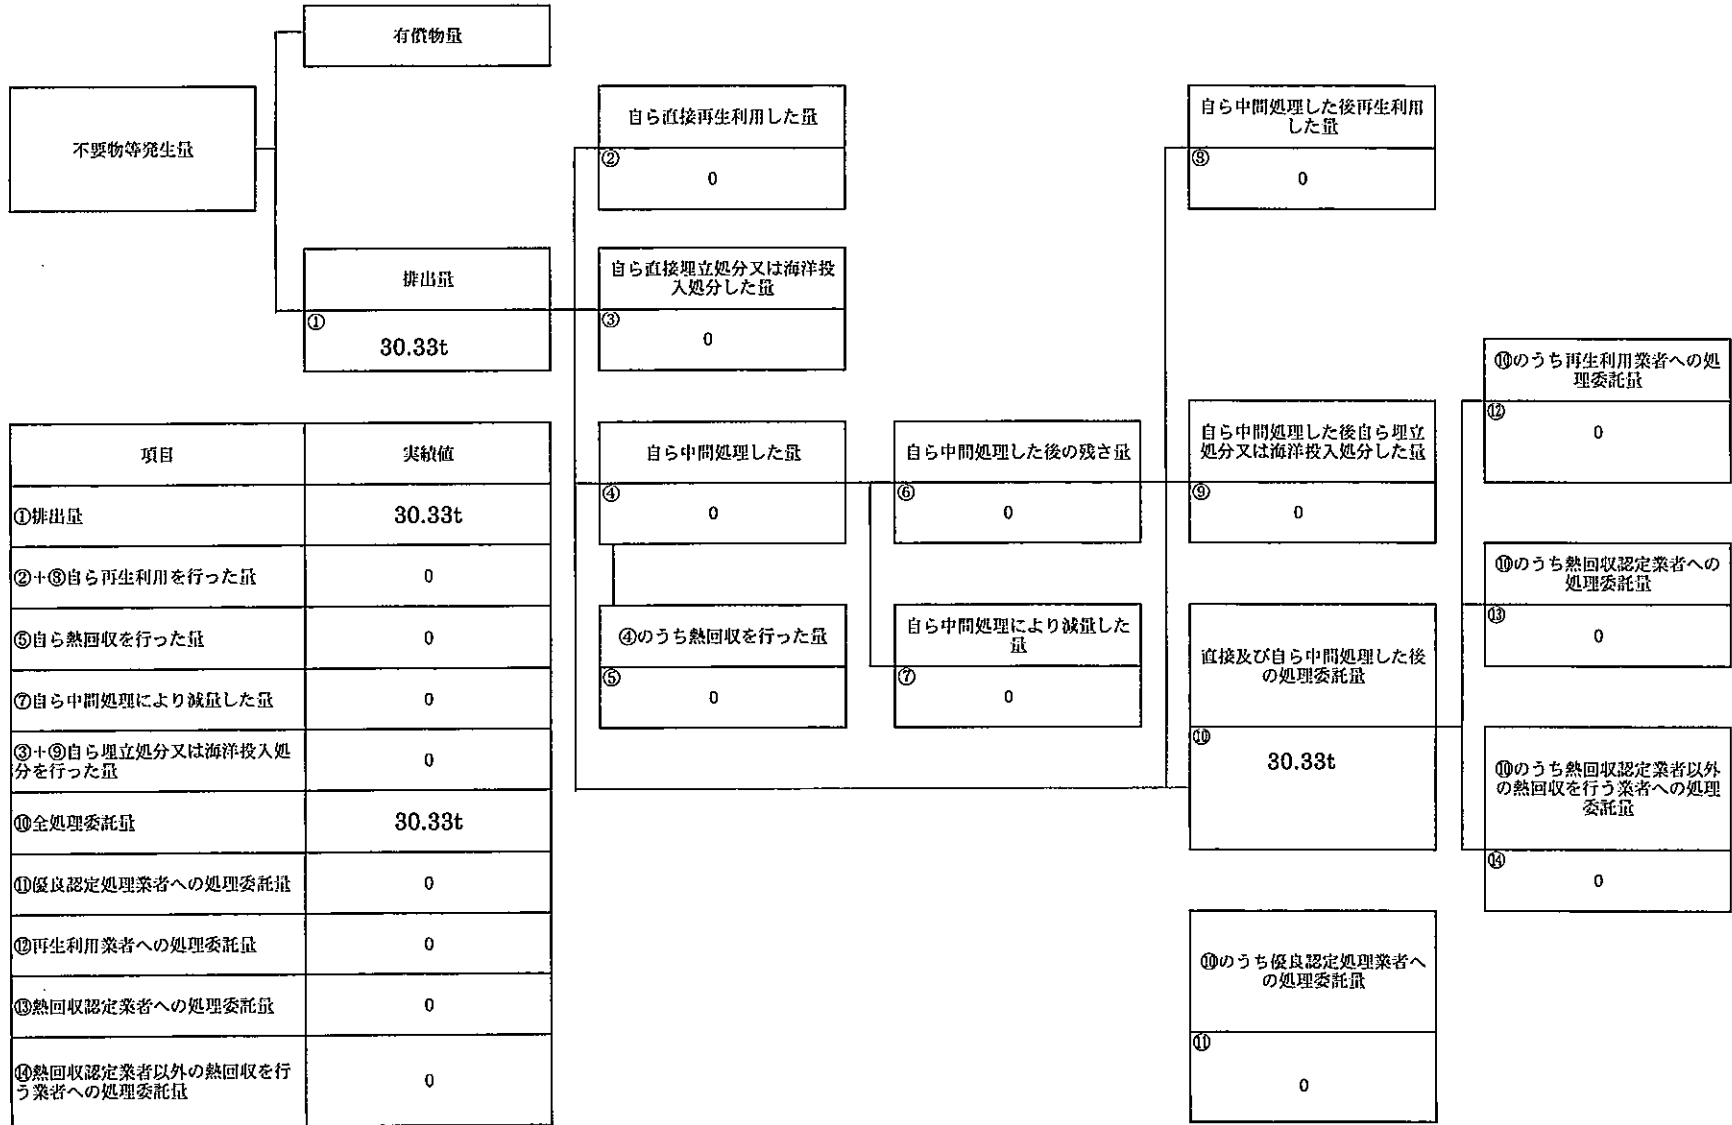 有償物量
不要物等発生量
排出量
①
30.33t
自ら直接再生利用した量
②
0
自ら直接埋立処分又は海洋投
入処分した量
③
0
自ら中間処理した量
④
0
④のうち熱回収を行った量
⑤
0
自ら中間処理した後の残さ量
⑥
0
自ら中間処理により減量した
量
⑦
0
自ら中間処理した後再生利用
した量
⑧
0
自ら中間処理した後自ら埋立
処分又は海洋投入処分した量
⑨
0
直接及び自ら中間処理した後
の処理委託量
⑩
30.33t
⑩のうち優良認定処理業者へ
の処理委託量
⑪
0
⑩のうち再生利用業者への処
理委託量
⑫
0
⑩のうち熱回収認定業者への
処理委託量
⑬
0
⑩のうち熱回収認定業者以外
の熱回収を行う業者への処理
委託量
⑭
0
項目 実績値
①排出量 30.33t
②+⑧自ら再生利用を行った量 0
⑤自ら熱回収を行った量 0
⑦自ら中間処理により減量した量 0
③+⑨自ら埋立処分又は海洋投入処
分を行った量 0
⑩全処理委託量 30.33t
⑪優良認定処理業者への処理委託量 0
⑫再生利用業者への処理委託量 0
⑬熱回収認定業者への処理委託量 0
⑭熱回収認定業者以外の熱回収を行
う業者への処理委託量 0